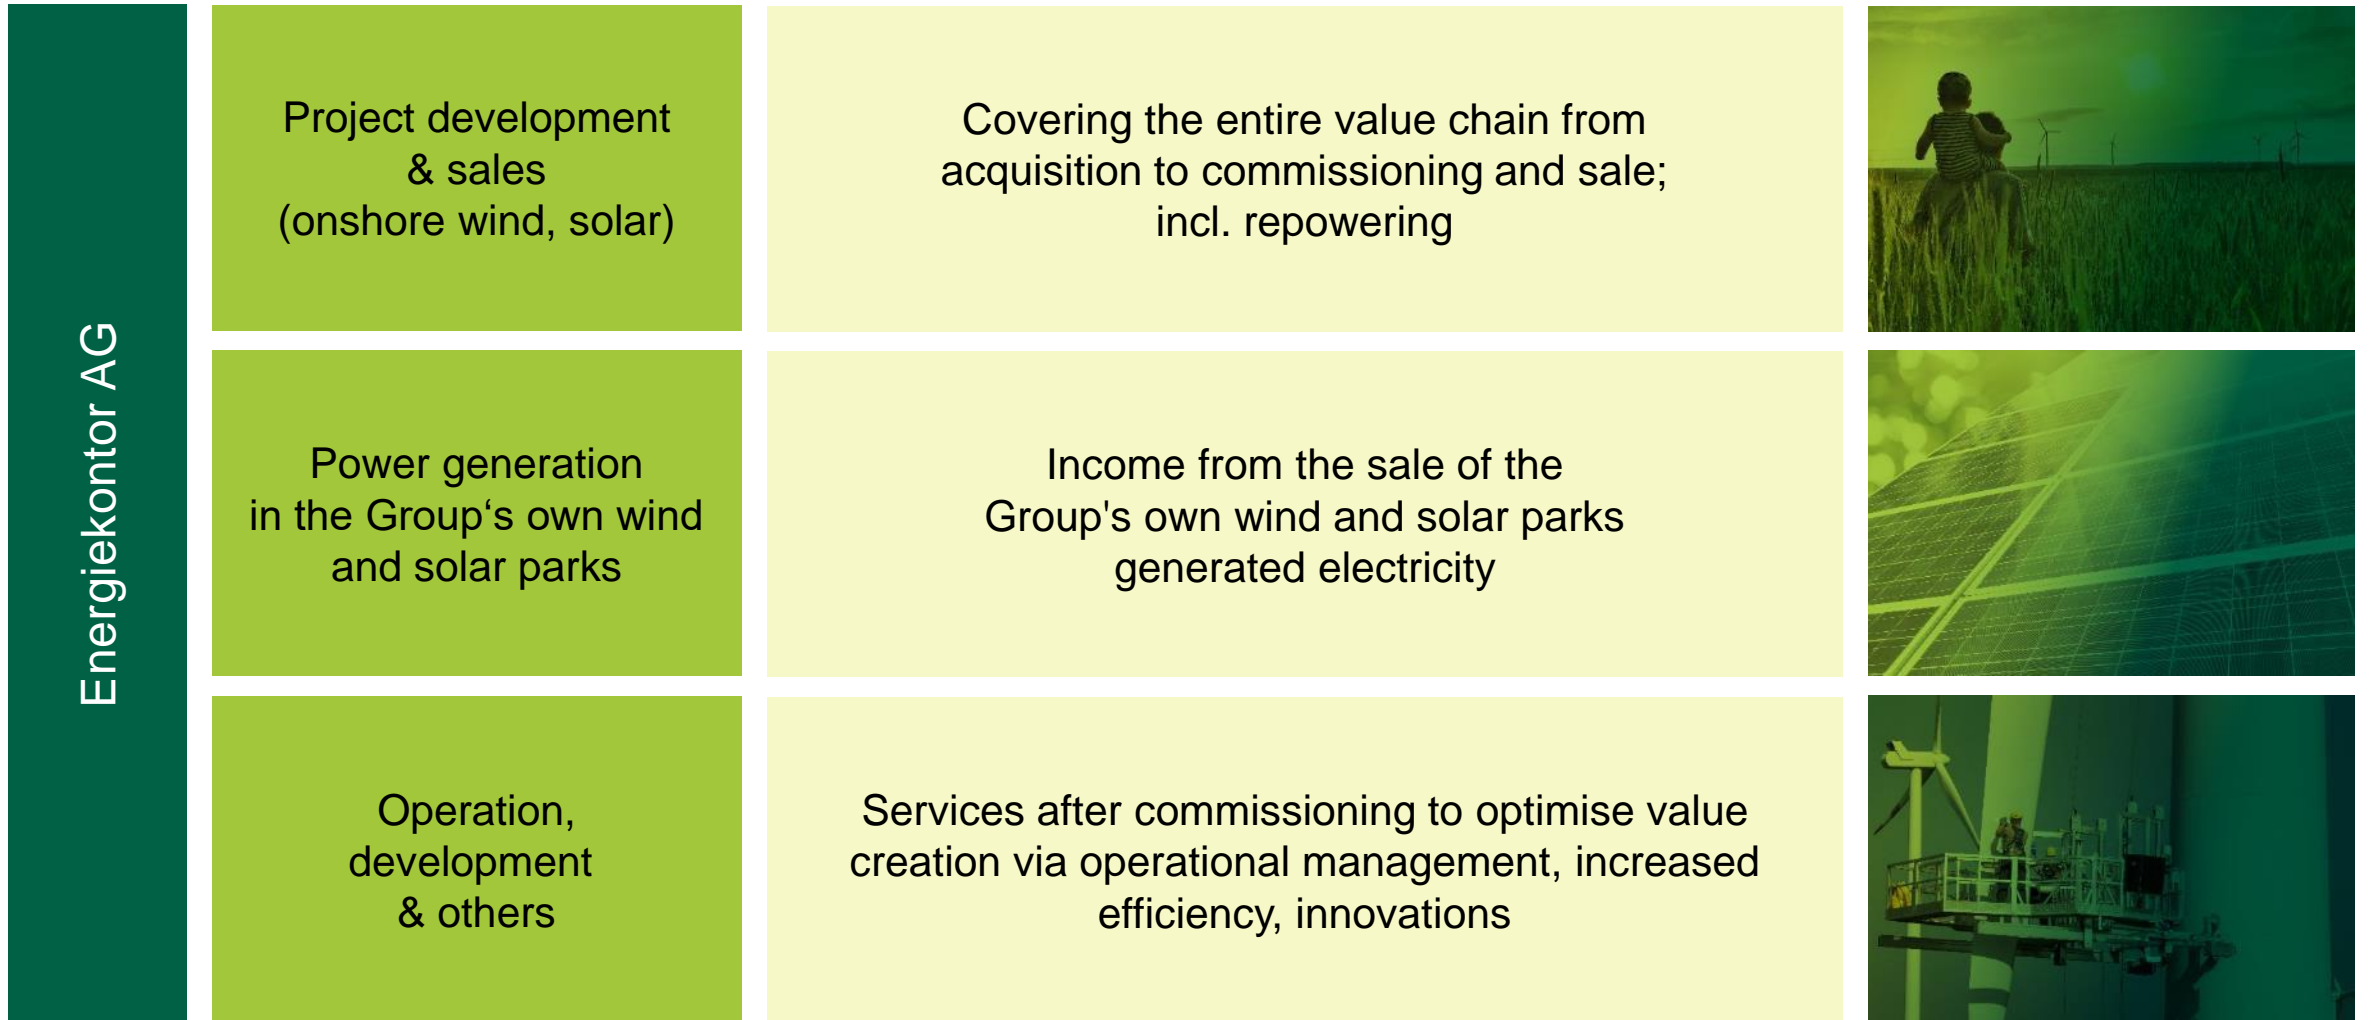 Energiekontor AG
Project development
& sales
(onshore wind, solar)
Covering the entire value chain from
acquisition to commissioning and sale;
incl. repowering
Power generation
in the Group‘s own wind
and solar parks
Income from the sale of the
Group's own wind and solar parks
generated electricity
Operation,
development
& others
Services after commissioning to optimise value
creation via operational management, increased
efficiency, innovations